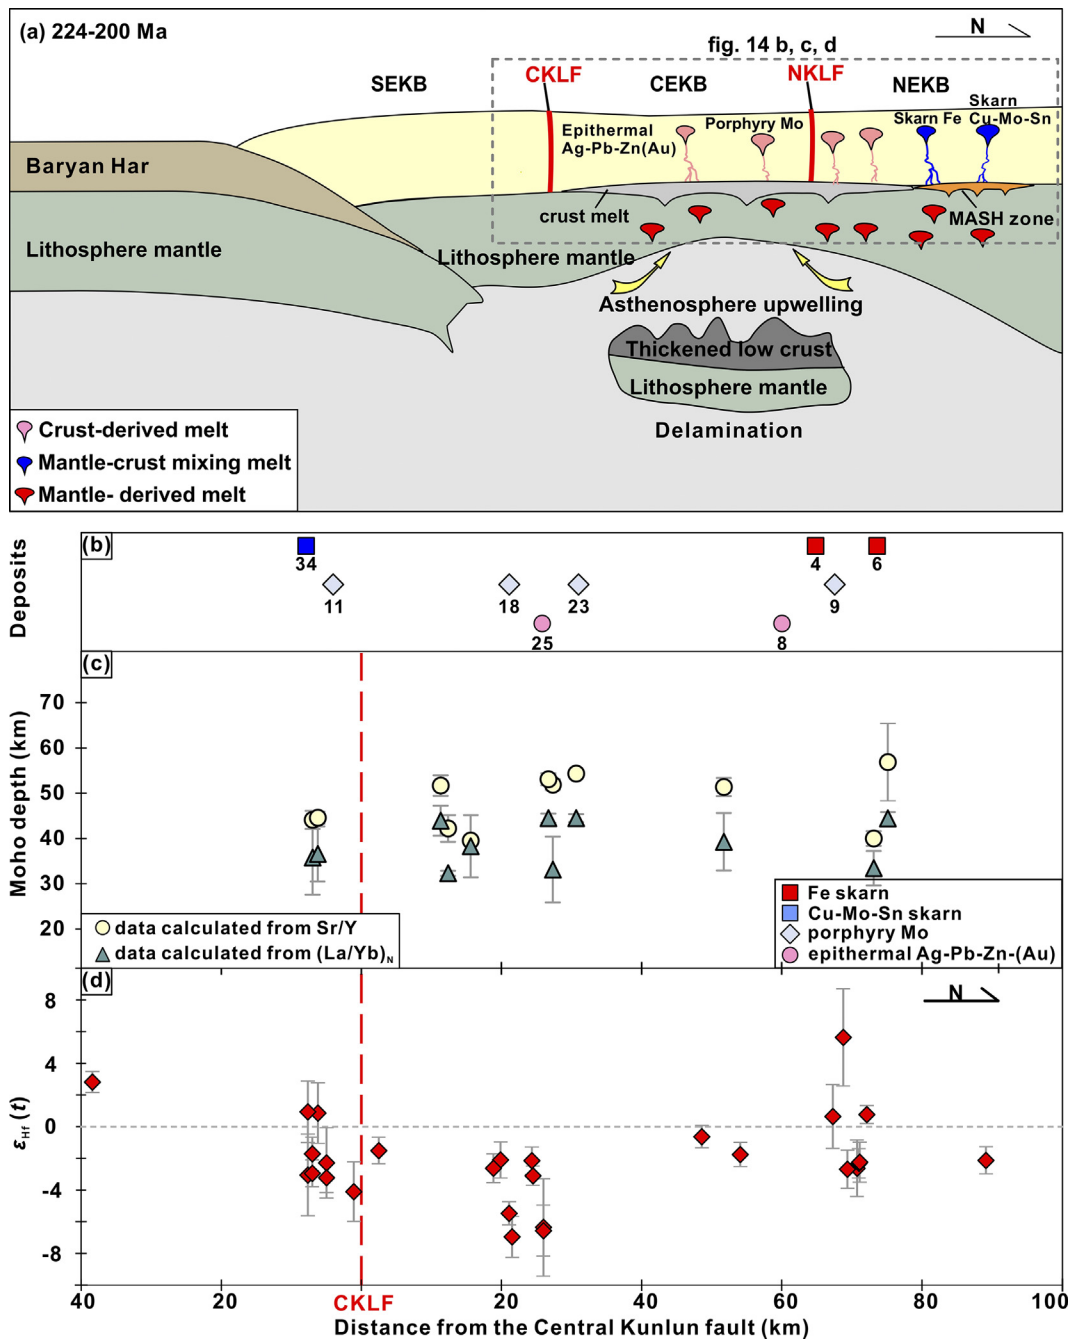 (a) 224-200 Ma
N
fig. 14 b, c, d
SEKB
CKLF
CEKB
NKLF
NEKB
Epithermal
Ag-Pb-Zn(Au)
Porphyry Mo
Skarn Fe
Skarn
Cu-Mo-Sn
Baryan Har
crust melt
MASH zone
Lithosphere mantle
Lithosphere mantle
Asthenosphere upwelling
Thickened low crust
Lithosphere mantle
Delamination
Crust-derived melt
Mantle-crust mixing melt
Mantle- derived melt
(b)
Deposits
34
4
6
11
18
23
9
25
8
(c)
Moho depth (km)
70
60
50
40
30
20
data calculated from Sr/Y
data calculated from (La/Yb)N
Fe skarn
Cu-Mo-Sn skarn
porphyry Mo
epithermal Ag-Pb-Zn-(Au)
(d)
N
εHf (t)
8
4
0
-4
-8
40
20
CKLF
20
40
60
80
100
Distance from the Central Kunlun fault (km)